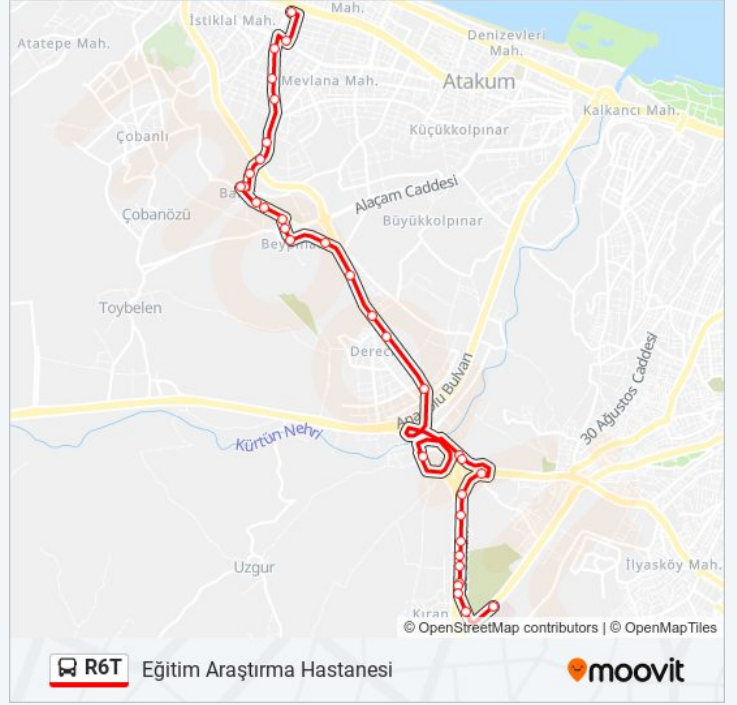 Mah.
İstiklal Mah.
Atatepe Mah.
Denizevleri
Mah.
Mevlana Mah.
Atakum
Kalkancı Mah.
Çobanlı
Küçükkolpınar
Alaçam Caddesi
Çobanözü
Büyükkolpınar
Toybelen
30 Ağustos Caddesi
Kürtün Nehri
Uzgur
İlyasköy Mah.
Kıran
© OpenStreetMap contributors | © OpenMapTiles
R6T Eğitim Araştırma Hastanesi
moovit